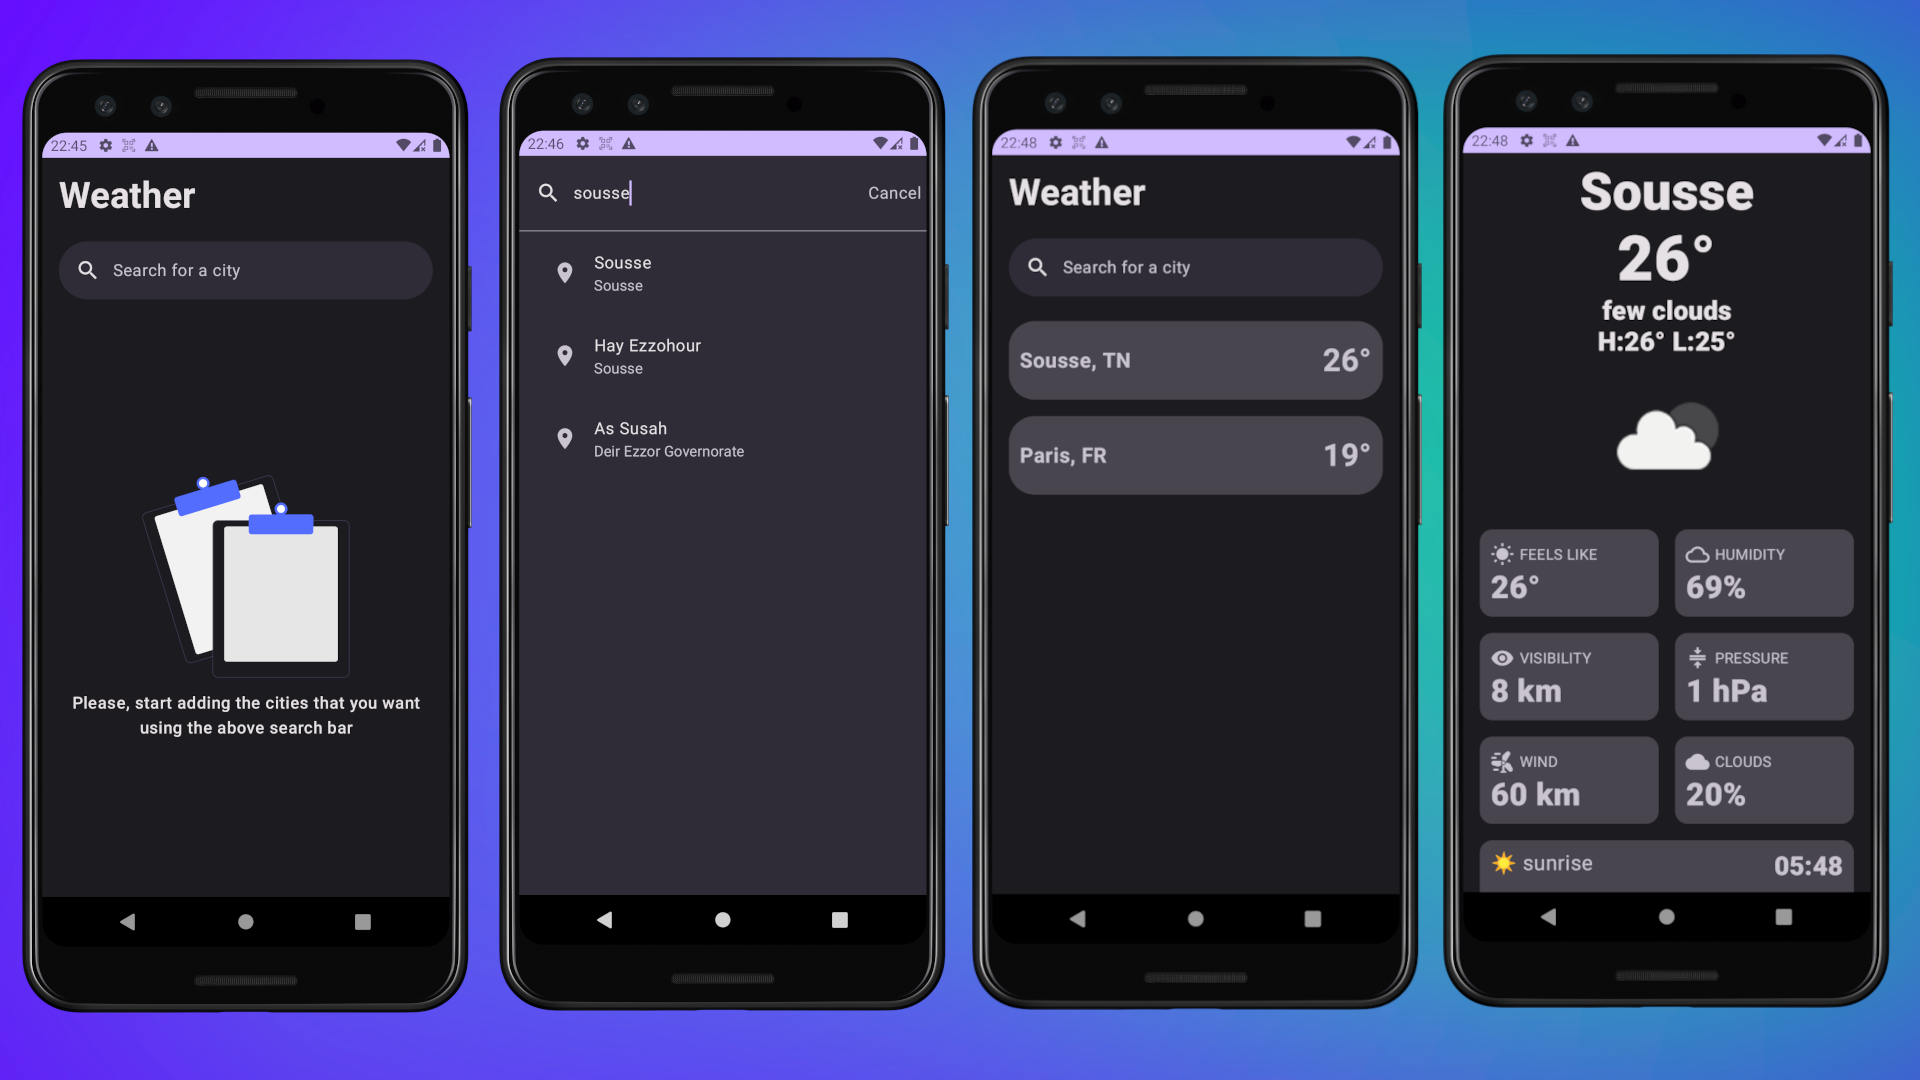 22:45
Weather
Search for a city
Please, start adding the cities that you want
using the above search bar
22:46
sousse
Cancel
Sousse
Sousse
Hay Ezzohour
Sousse
As Susah
Deir Ezzor Governorate
22:48
Weather
Search for a city
Sousse, TN 26°
Paris, FR 19°
22:48
Sousse
26°
few clouds
H:26° L:25°
FEELS LIKE
26°
HUMIDITY
69%
VISIBILITY
8 km
PRESSURE
1 hPa
WIND
60 km
CLOUDS
20%
sunrise 05:48